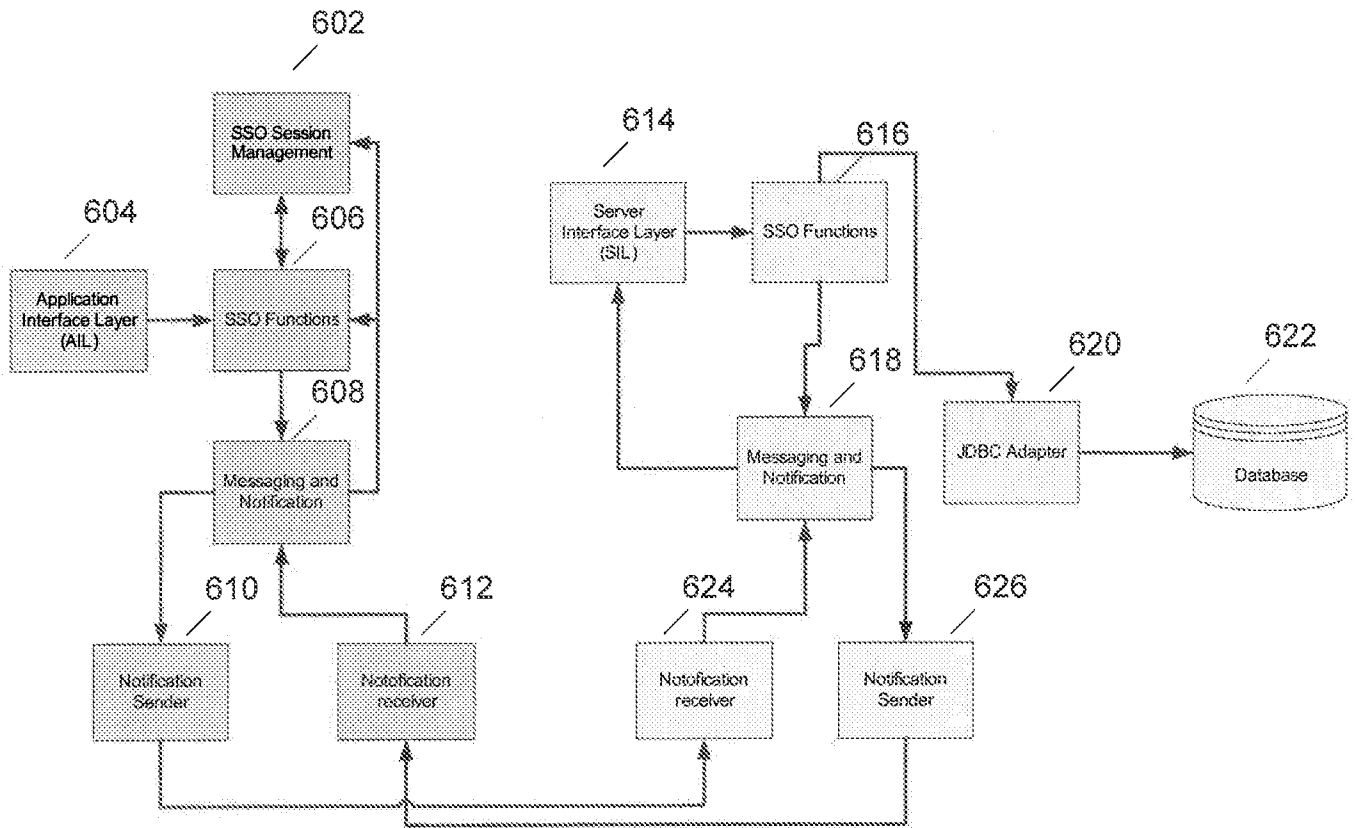 602
SSO Session
Management
604
606
Application
Interface Layer
(AIL)
SSO Functions
608
Messaging and
Notification
610
612
Notification
Sender
Notofication
receiver
614
616
Server
Interface Layer
(SIL)
SSO Functions
618
620
622
Messaging and
Notification
JDBC Adapter
Database
624
626
Notofication
receiver
Notification
Sender